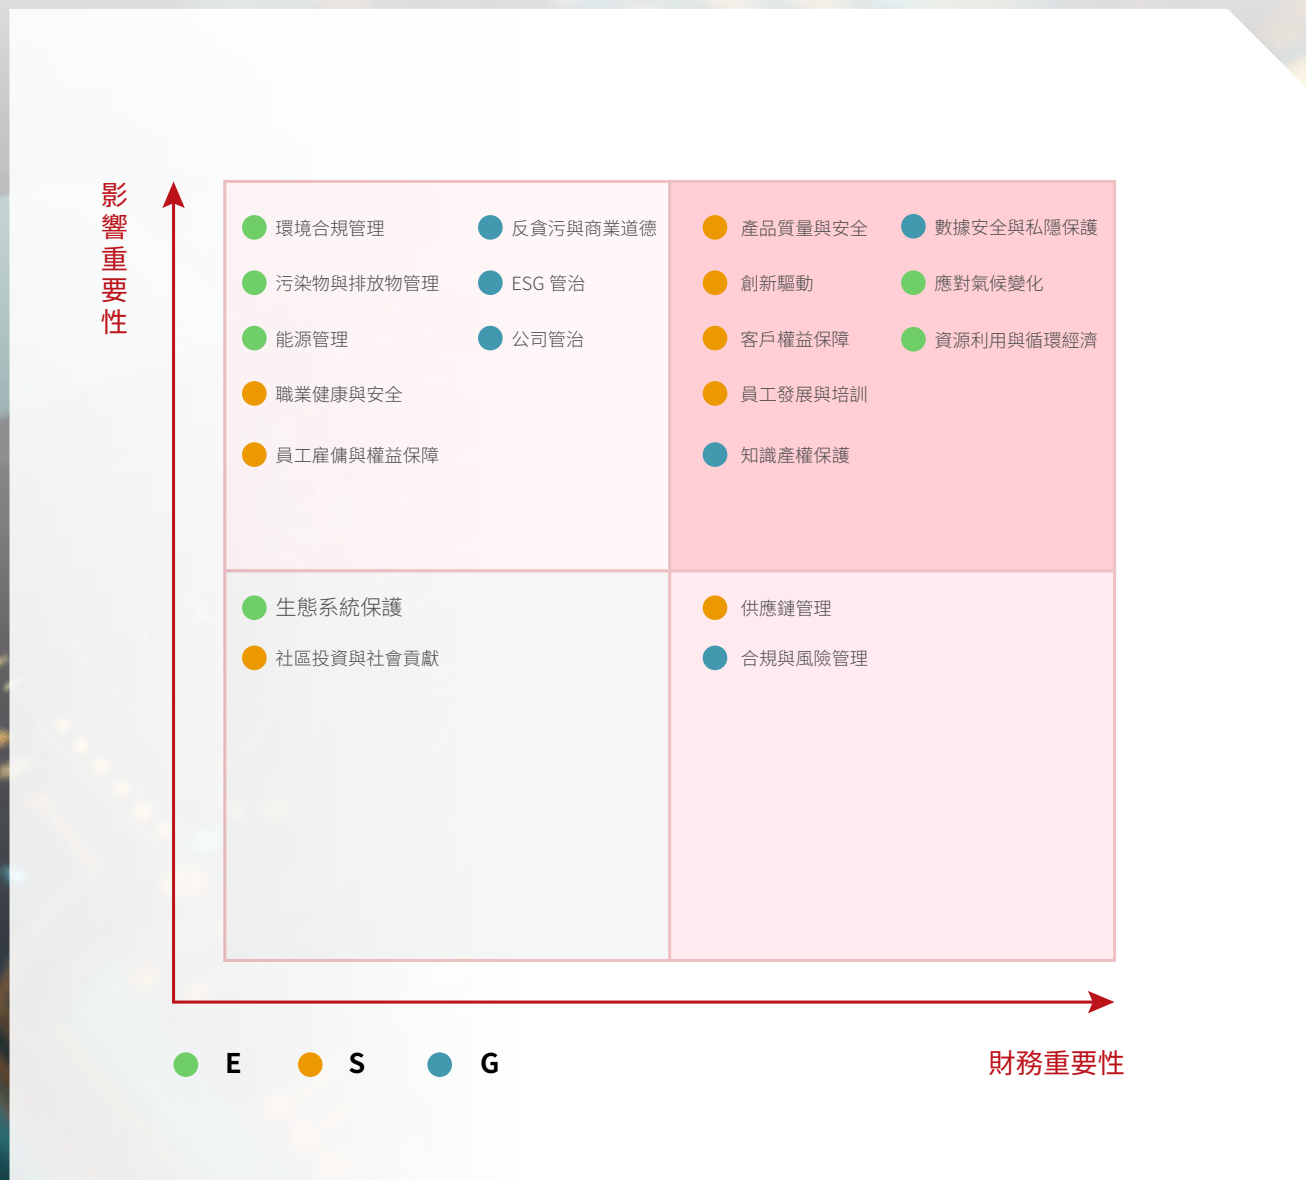 影響重要性
環境合規管理
污染物與排放物管理
能源管理
職業健康與安全
員工雇傭與權益保障
反貪污與商業道德
ESG 管治
公司管治
產品質量與安全
創新驅動
客戶權益保障
員工發展與培訓
知識產權保護
數據安全與私隱保護
應對氣候變化
資源利用與循環經濟
生態系統保護
社區投資與社會貢獻
供應鏈管理
合規與風險管理
E
S
G
財務重要性